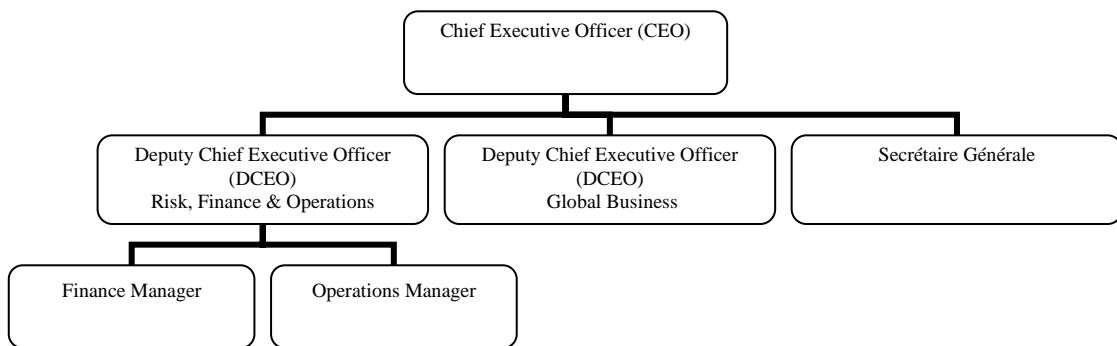 Chief Executive Officer (CEO)
Deputy Chief Executive Officer
(DCEO)
Risk, Finance & Operations
Deputy Chief Executive Officer
(DCEO)
Global Business
Secrétaire Générale
Finance Manager
Operations Manager